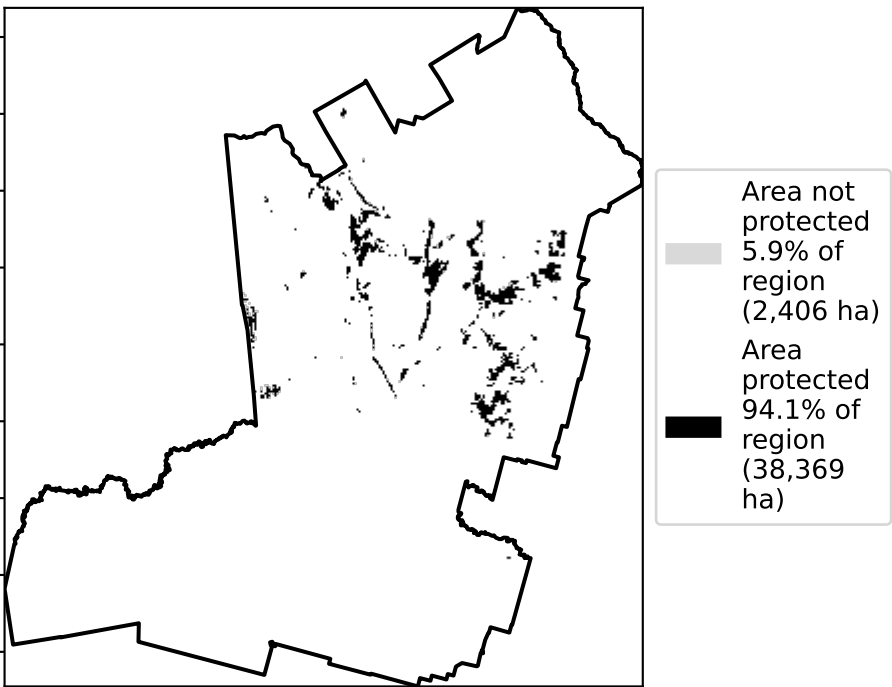 Area not
protected
5.9% of
region
(2,406 ha)
Area
protected
94.1% of
region
(38,369
ha)